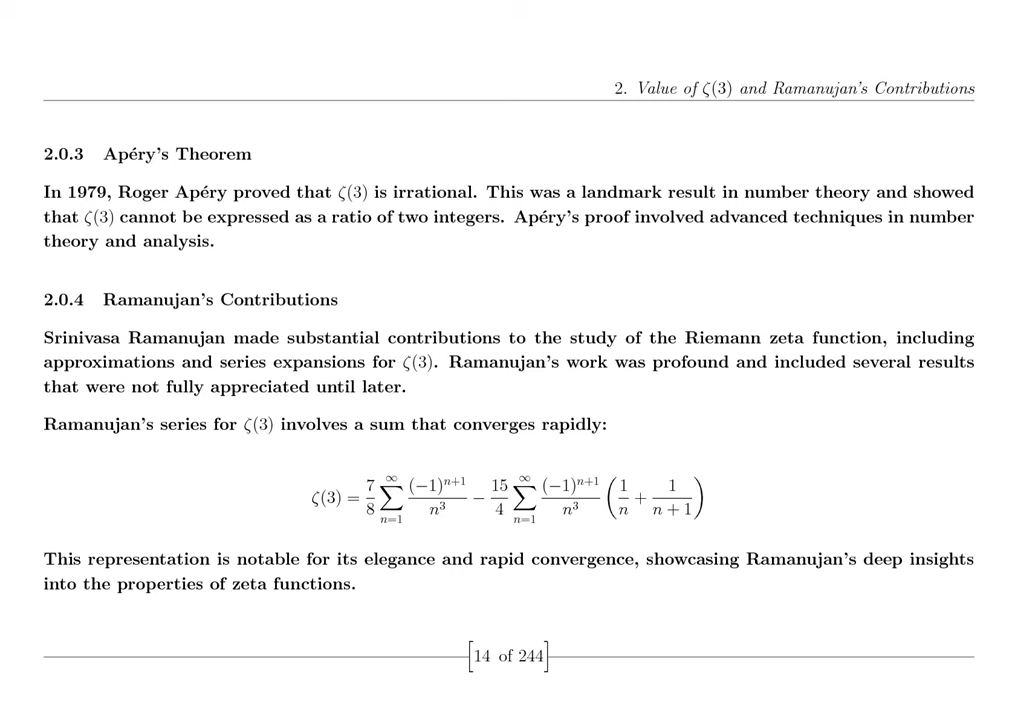 2. Value of ζ(3) and Ramanujan's Contributions
2.0.3 Apéry's Theorem
In 1979, Roger Apéry proved that ζ(3) is irrational. This was a landmark result in number theory and showed
that ζ(3) cannot be expressed as a ratio of two integers. Apéry's proof involved advanced techniques in number
theory and analysis.
2.0.4 Ramanujan's Contributions
Srinivasa Ramanujan made substantial contributions to the study of the Riemann zeta function, including
approximations and series expansions for ζ(3). Ramanujan's work was profound and included several results
that were not fully appreciated until later.
Ramanujan's series for ζ(3) involves a sum that converges rapidly:
ζ(3) = 7/8 ∑_{n=1}^{∞} (−1)^{n+1}/n^3 − 15/4 ∑_{n=1}^{∞} (−1)^{n+1}/n^3 (1/n + 1/(n+1))
This representation is notable for its elegance and rapid convergence, showcasing Ramanujan's deep insights
into the properties of zeta functions.
[14 of 244]